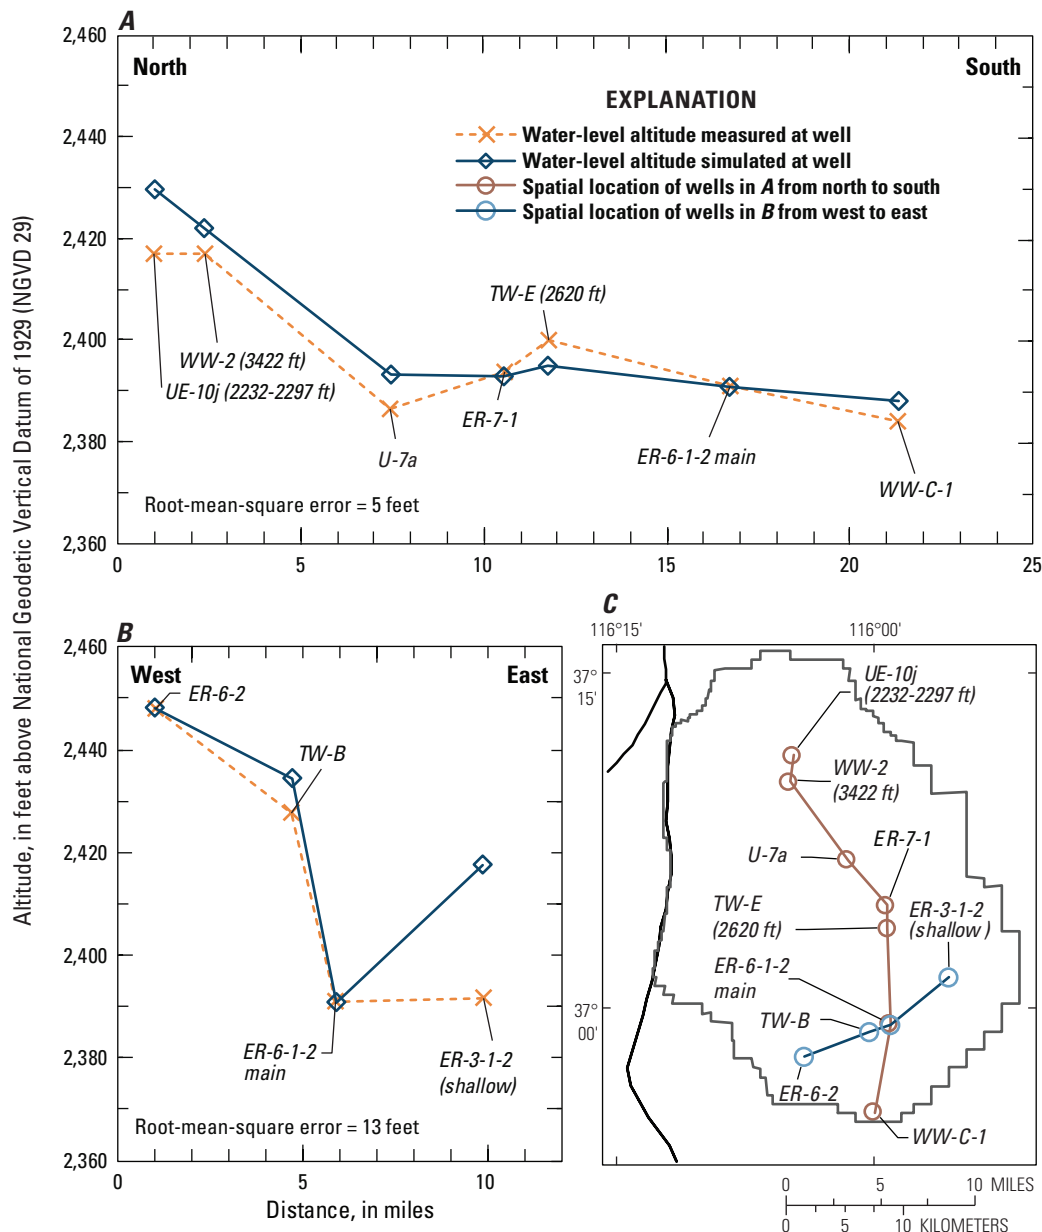 A
2,460
2,440
2,420
2,400
2,380
2,360
North
South
EXPLANATION
Water-level altitude measured at well
Water-level altitude simulated at well
Spatial location of wells in A from north to south
Spatial location of wells in B from west to east
TW-E (2620 ft)
WW-2 (3422 ft)
UE-10j (2232-2297 ft)
ER-7-1
U-7a
ER-6-1-2 main
WW-C-1
Root-mean-square error = 5 feet
0
5
10
15
20
25
Altitude, in feet above National Geodetic Vertical Datum of 1929 (NGVD 29)
B
2,460
2,440
2,420
2,400
2,380
2,360
West
East
ER-6-2
TW-B
ER-6-1-2
main
ER-3-1-2
(shallow)
Root-mean-square error = 13 feet
0
5
10
Distance, in miles
C
116°15'
116°00'
37°
15'
37°
00'
UE-10j
(2232-2297 ft)
WW-2
(3422 ft)
U-7a
ER-7-1
TW-E
(2620 ft)
ER-3-1-2
(shallow )
ER-6-1-2
main
TW-B
ER-6-2
WW-C-1
0
5
10 MILES
0
5
10 KILOMETERS